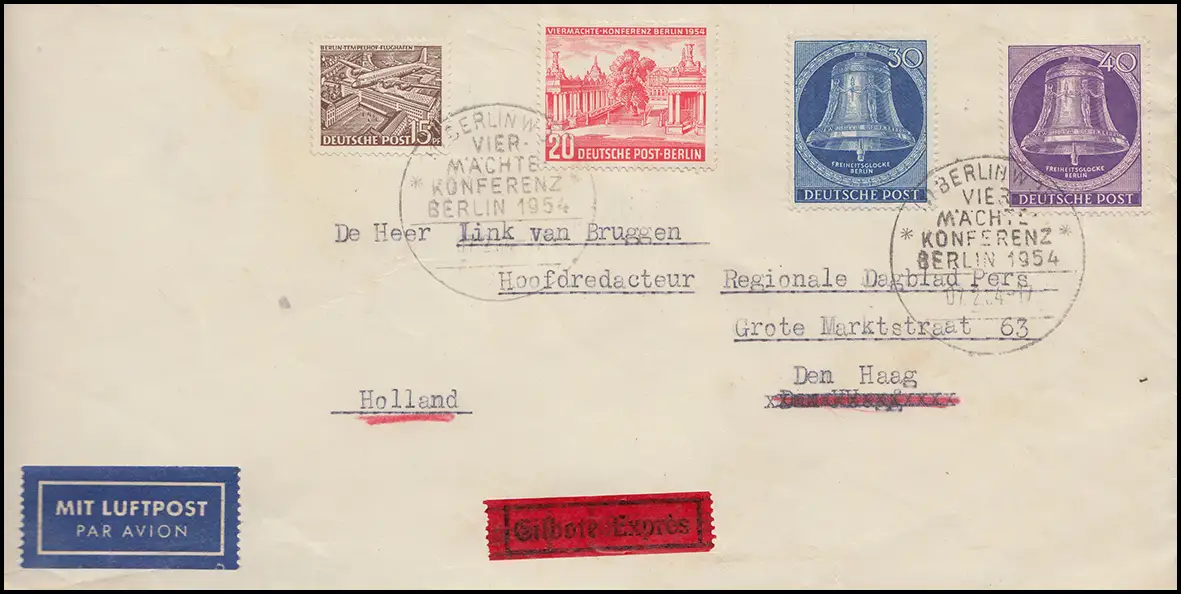 BERLIN-TEMPELHOF-FLUGHAFEN
DEUTSCHE POST 15 PF
VIERMÄCHTE-KONFERENZ BERLIN 1954
20 DEUTSCHE POST-BERLIN
30
FREIHEITSGLOCKE
BERLIN
DEUTSCHE POST
40
FREIHEITSGLOCKE
BERLIN
DEUTSCHE POST
BERLIN W
VIER-
MÄCHTE
* KONFERENZ *
BERLIN 1954
BERLIN W
VIER
MÄCHTE-
* KONFERENZ *
BERLIN 1954
De Heer Link van Bruggen
Hoofdredacteur Regionale Dagblad Pers
Grote Marktstraat 63
Den Haag
Holland
MIT LUFTPOST
PAR AVION
Eilbote Exprès